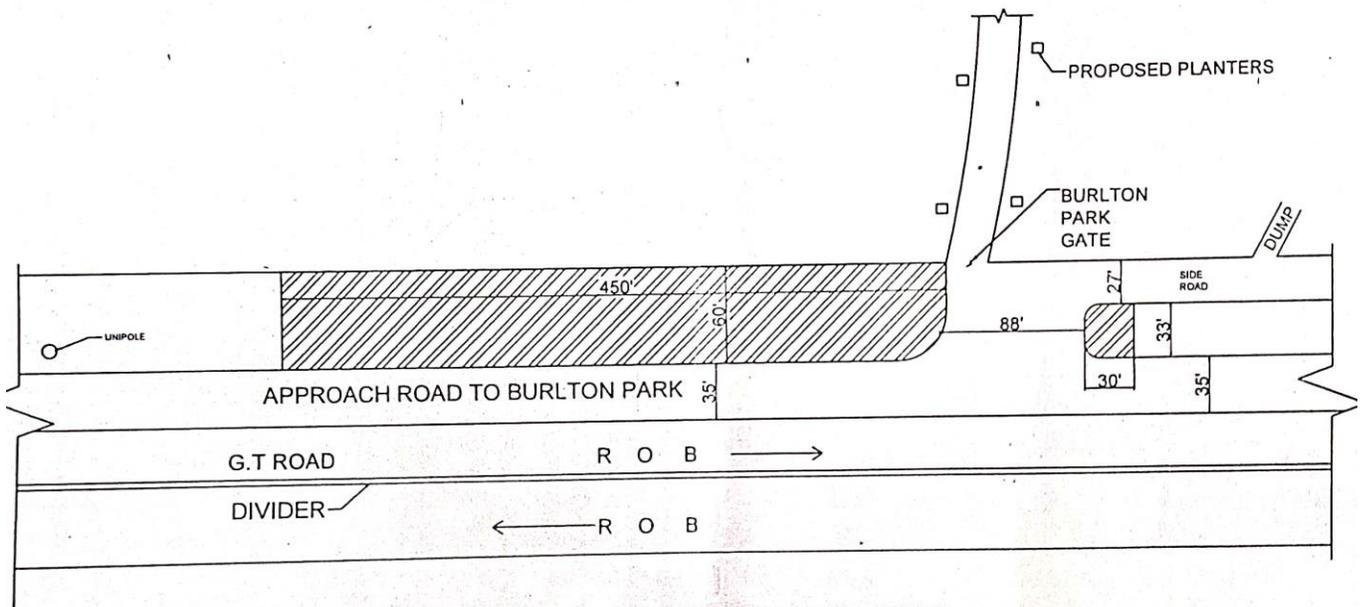 PROPOSED PLANTERS
BURLTON
PARK
GATE
DUMP
SIDE
ROAD
27'
450'
60'
88'
33'
30'
UNIPOLE
APPROACH ROAD TO BURLTON PARK
35'
35'
G.T ROAD
R O B
DIVIDER
R O B